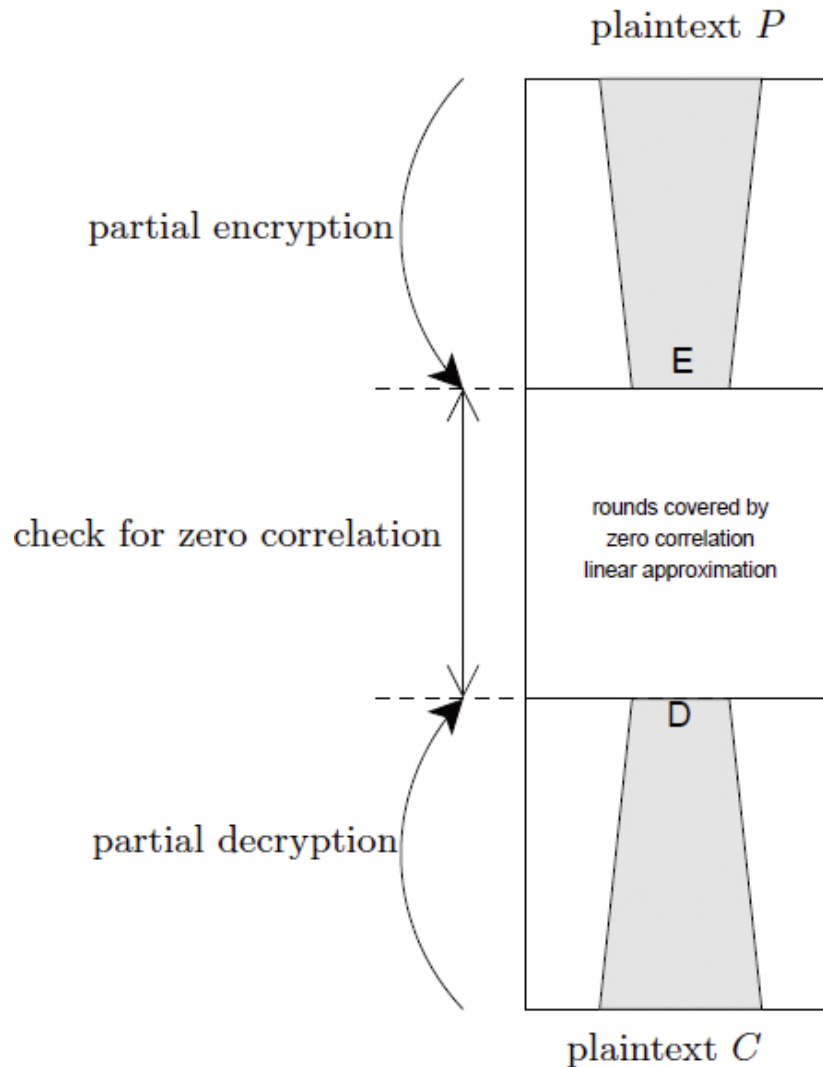 plaintext P
partial encryption
E
rounds covered by
zero correlation
linear approximation
check for zero correlation
D
partial decryption
plaintext C